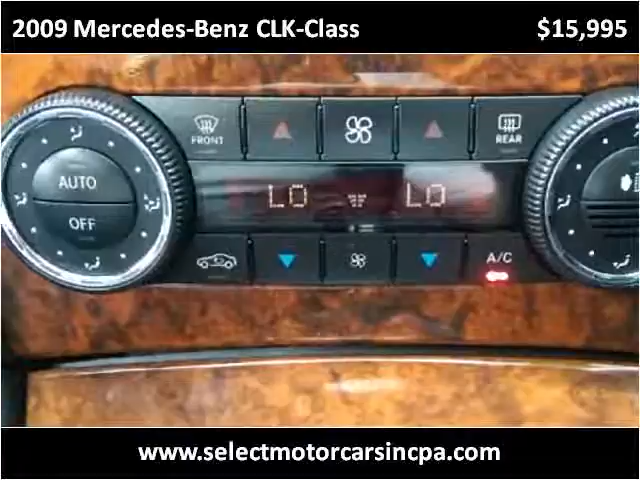 2009 Mercedes-Benz CLK-Class $15,995
FRONT REAR
AUTO LO LO
OFF
A/C
www.selectmotorcarsincpa.com